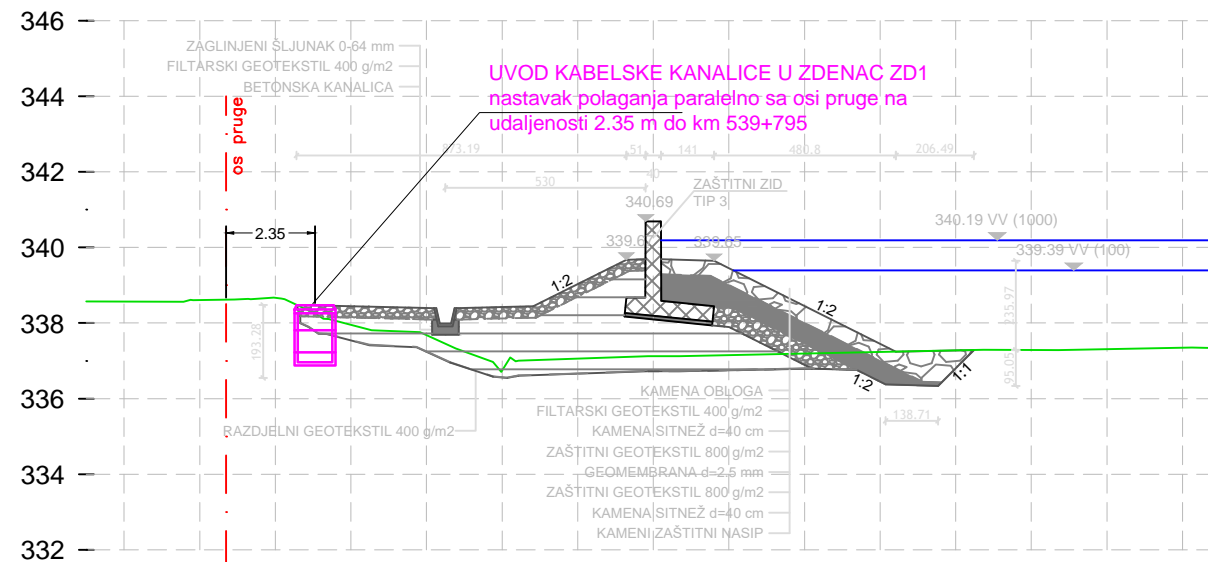 346
344
342
340
338
336
334
332
ZAGLINJENI ŠLJUNAK 0-64 mm
FILTARSKI GEOTEKSTIL 400 g/m2
BETONSKA KANALICA
os pruge
UVOD KABELSKE KANALICE U ZDENAC ZD1
nastavak polaganja paralelno sa osi pruge na
udaljenosti 2.35 m do km 539+795
51
141
480.8
206.49
40
530
ZAŠTITNI ZID
TIP 3
340.69
339.65
340.19 VV (1000)
339.39 VV (100)
2.35
1:2
1:2
1:2
1:1
193.28
135.97
95.05
138.71
RAZDJELNI GEOTEKSTIL 400 g/m2
KAMENA OBLOGA
FILTARSKI GEOTEKSTIL 400 g/m2
KAMENA SITNEŽ d=40 cm
ZAŠTITNI GEOTEKSTIL 800 g/m2
GEOMEMBRANA d=2.5 mm
ZAŠTITNI GEOTEKSTIL 800 g/m2
KAMENA SITNEŽ d=40 cm
KAMENI ZAŠTITNI NASIP